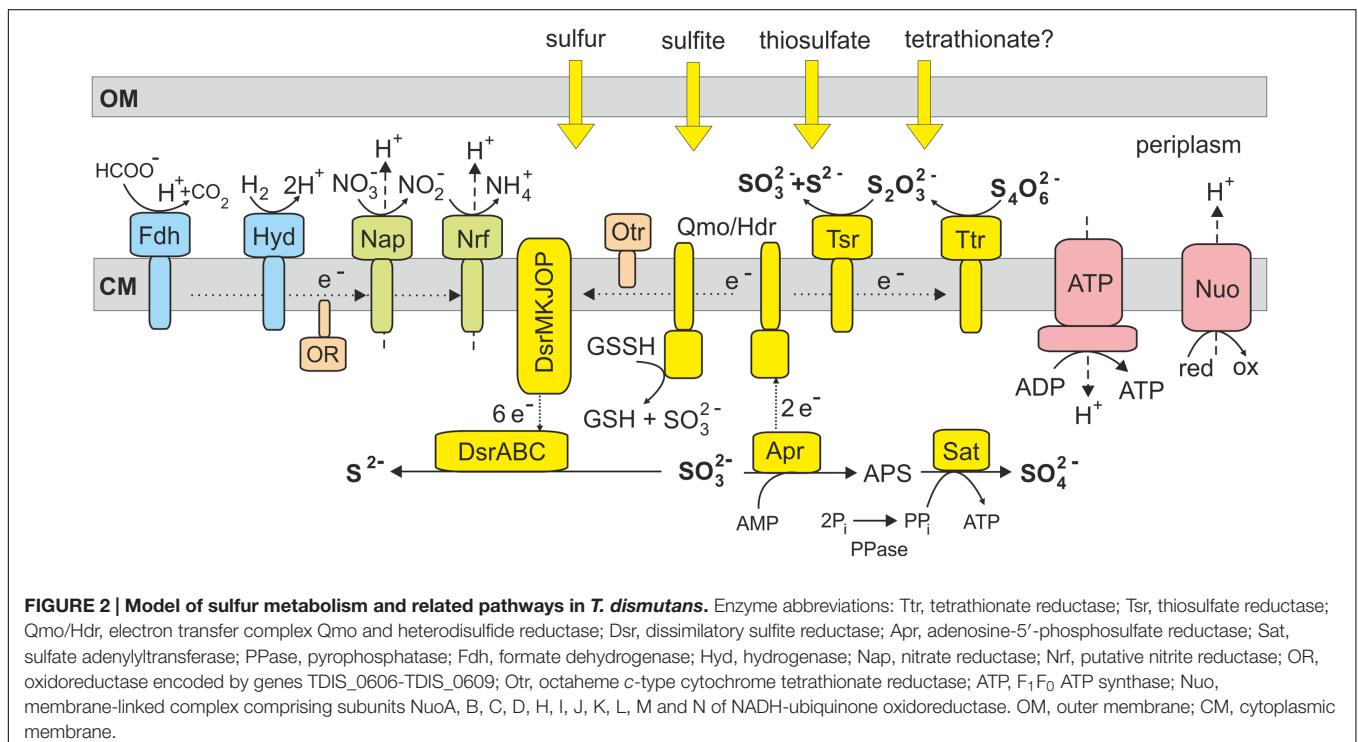 sulfur sulfite thiosulfate tetrathionate?
OM
periplasm
HCOO⁻ H⁺+CO₂ H₂ 2H⁺ NO₃⁻ H⁺ NO₂⁻ H⁺ NH₄⁺ SO₃²⁻+S²⁻ S₂O₃²⁻ S₄O₆²⁻ H⁺
Fdh Hyd Nap Nrf Otr Qmo/Hdr Tsr Ttr
CM e⁻ DsrMKJOP e⁻ e⁻ ATP Nuo
OR GSSH ADP ATP red ox
6 e⁻ GSH + SO₃²⁻ 2 e⁻ H⁺
DsrABC Apr Sat
S²⁻ SO₃²⁻ APS SO₄²⁻
AMP 2Pᵢ PPᵢ ATP
PPase
FIGURE 2 | Model of sulfur metabolism and related pathways in T. dismutans. Enzyme abbreviations: Ttr, tetrathionate reductase; Tsr, thiosulfate reductase;
Qmo/Hdr, electron transfer complex Qmo and heterodisulfide reductase; Dsr, dissimilatory sulfite reductase; Apr, adenosine-5′-phosphosulfate reductase; Sat,
sulfate adenylyltransferase; PPase, pyrophosphatase; Fdh, formate dehydrogenase; Hyd, hydrogenase; Nap, nitrate reductase; Nrf, putative nitrite reductase; OR,
oxidoreductase encoded by genes TDIS_0606-TDIS_0609; Otr, octaheme c-type cytochrome tetrathionate reductase; ATP, F₁F₀ ATP synthase; Nuo,
membrane-linked complex comprising subunits NuoA, B, C, D, H, I, J, K, L, M and N of NADH-ubiquinone oxidoreductase. OM, outer membrane; CM, cytoplasmic
membrane.